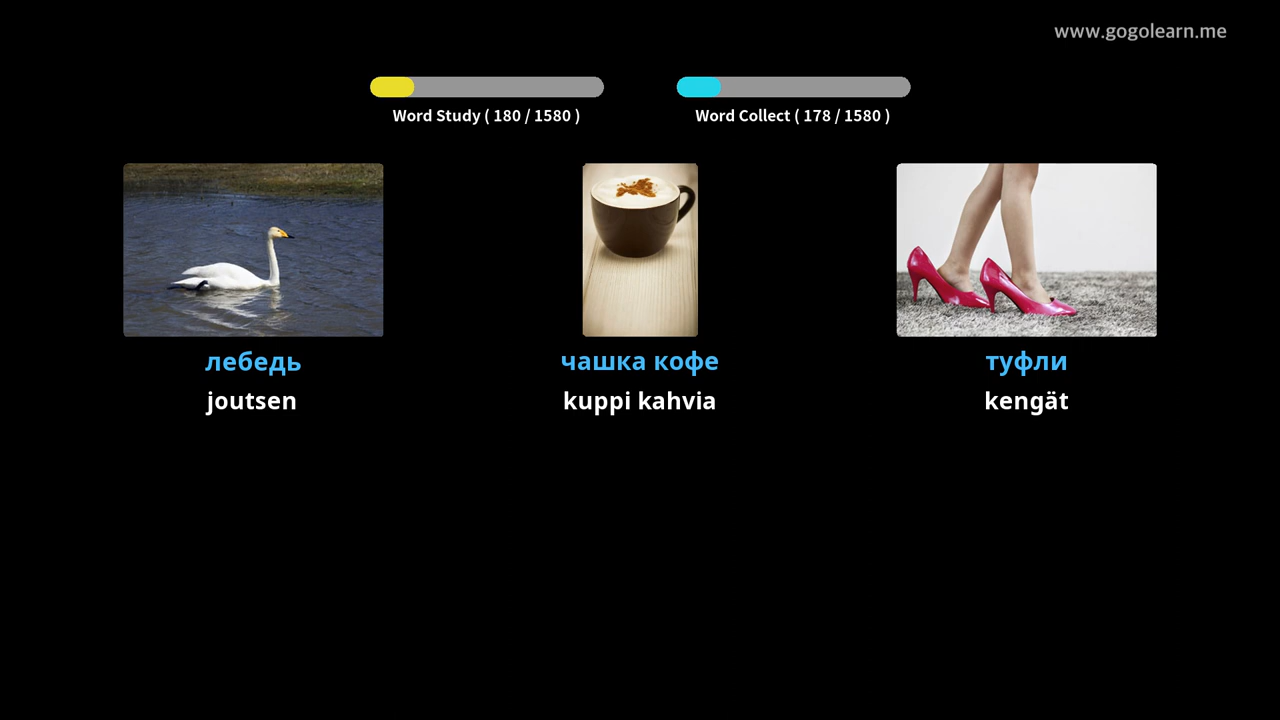 www.gogolearn.me
Word Study ( 180 / 1580 )
Word Collect ( 178 / 1580 )
лебедь
joutsen
чашка кофе
kuppi kahvia
туфли
kengät